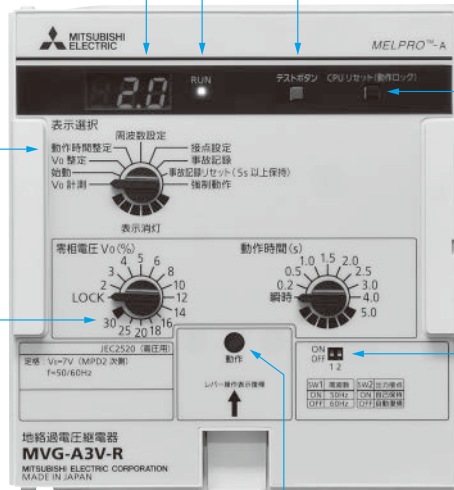 MITSUBISHI
ELECTRIC
MELPRO™-A
2.0
RUN
テストボタン
CPUリセット(動作ロック)
表示選択
周波数設定
動作時間整定
接点設定
Vo 整定
事故記録
始動
事故記録リセット(5s 以上保持)
Vo 計測
強制動作
表示消灯
零相電圧 Vo(%)
動作時間(s)
LOCK 2 3 4 5 6 8 10 12 14 16 18 20 25 30
瞬時 0.2 0.5 1.0 1.5 2.0 2.5 3.0 4.0 5.0
JEC2520 (高圧用)
定格 : Vo=7V (MPD2 次側)
f=50/60Hz
動作
レバー操作表示復帰
ON
OFF
1 2
SW1 周波数 SW2 出力接点
ON 50Hz ON 自己保持
OFF 60Hz OFF 自動復帰
地絡過電圧継電器
MVG-A3V-R
MITSUBISHI ELECTRIC CORPORATION
MADE IN JAPAN